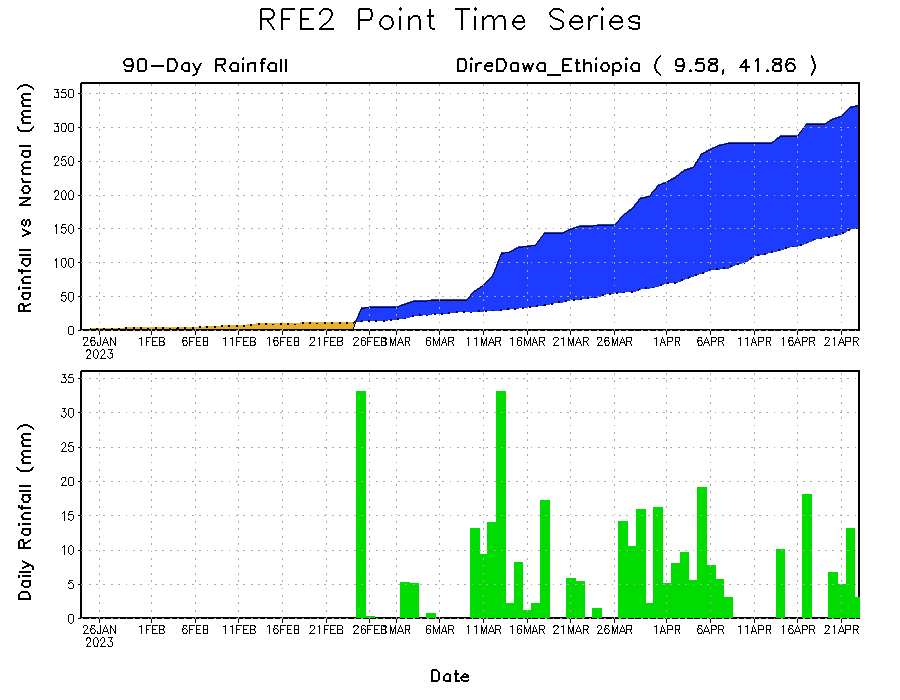 RFE2 Point Time Series
90-Day Rainfall
DireDawa_Ethiopia ( 9.58, 41.86 )
Rainfall vs Normal (mm)
350
300
250
200
150
100
50
0
26JAN 1FEB 6FEB 11FEB 16FEB 21FEB 26FEB 1MAR 6MAR 11MAR 16MAR 21MAR 26MAR 1APR 6APR 11APR 16APR 21APR
2023
Daily Rainfall (mm)
35
30
25
20
15
10
5
0
26JAN 1FEB 6FEB 11FEB 16FEB 21FEB 26FEB 1MAR 6MAR 11MAR 16MAR 21MAR 26MAR 1APR 6APR 11APR 16APR 21APR
2023
Date